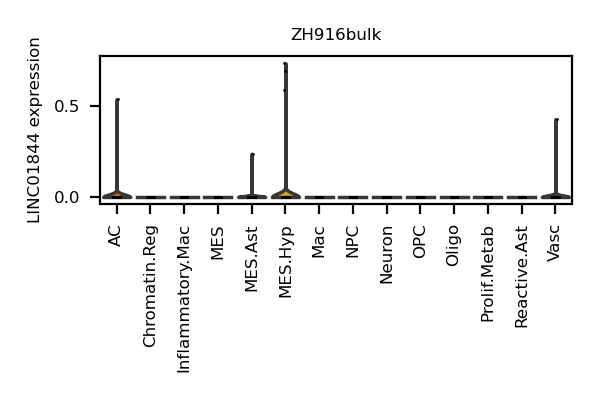 ZH916bulk
LINC01844 expression
0.5
0.0
AC
Chromatin.Reg
Inflammatory.Mac
MES
MES.Ast
MES.Hyp
Mac
NPC
Neuron
OPC
Oligo
Prolif.Metab
Reactive.Ast
Vasc